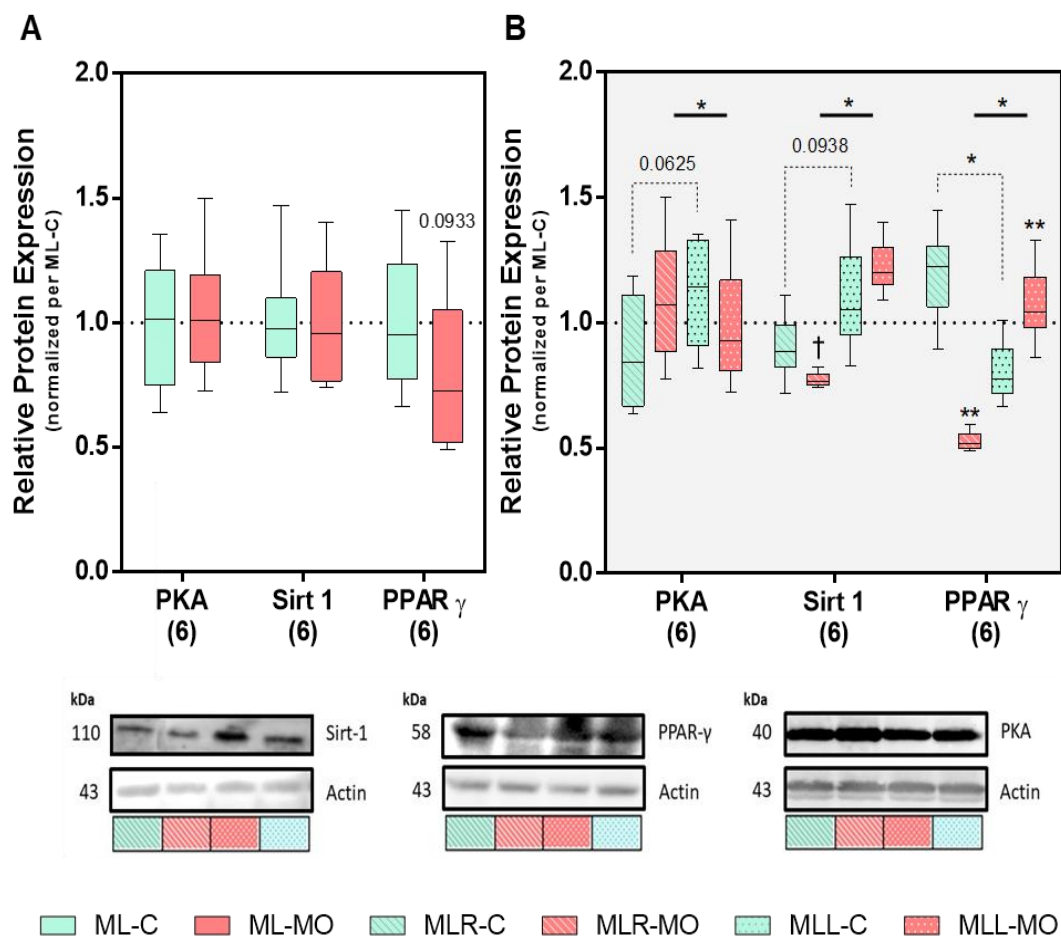 A
B
Relative Protein Expression
(normalized per ML-C)
2.0
1.5
1.0
0.5
0.0
0.0933
PKA
(6)
Sirt 1
(6)
PPAR γ
(6)
Relative Protein Expression
(normalized per ML-C)
2.0
1.5
1.0
0.5
0.0
*
*
*
0.0625
0.0938
*
†
**
**
PKA
(6)
Sirt 1
(6)
PPAR γ
(6)
kDa
110
Sirt-1
43
Actin
kDa
58
PPAR-γ
43
Actin
kDa
40
PKA
43
Actin
ML-C ML-MO MLR-C MLR-MO MLL-C MLL-MO